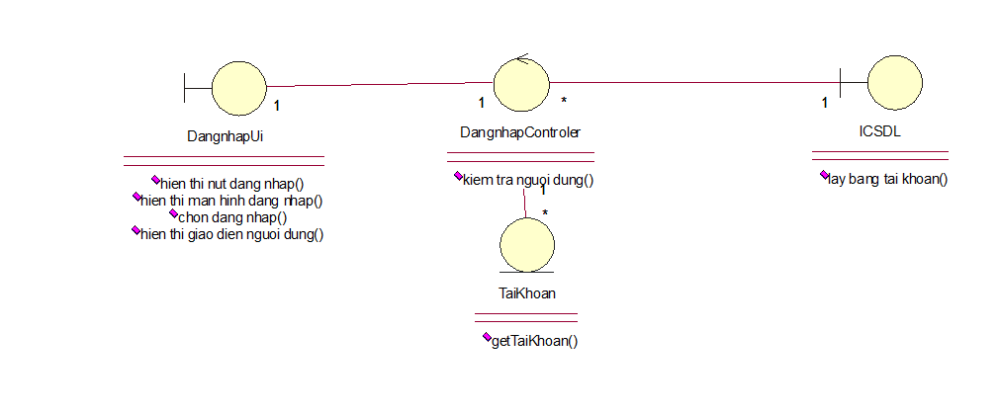 1
1
*
1
DangnhapUi
DangnhapControler
ICSDL
hien thi nut dang nhap()
hien thi man hinh dang nhap()
chon dang nhap()
hien thi giao dien nguoi dung()
kiem tra nguoi dung()
lay bang tai khoan()
1
*
TaiKhoan
getTaiKhoan()